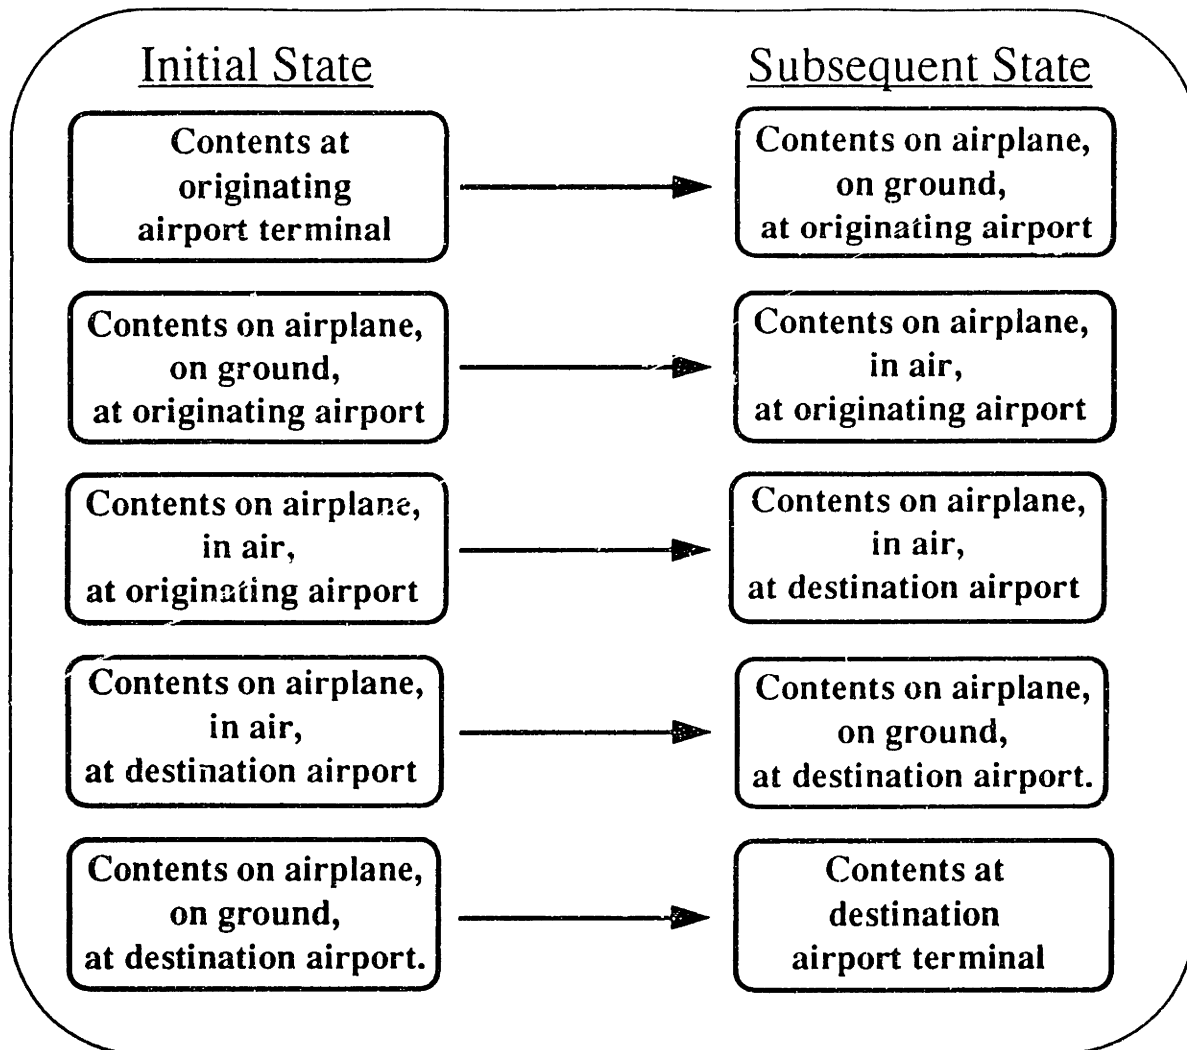 Initial State
Subsequent State
Contents at
originating
airport terminal
Contents on airplane,
on ground,
at originating airport
Contents on airplane,
on ground,
at originating airport
Contents on airplane,
in air,
at originating airport
Contents on airplane,
in air,
at originating airport
Contents on airplane,
in air,
at destination airport
Contents on airplane,
in air,
at destination airport
Contents on airplane,
on ground,
at destination airport.
Contents on airplane,
on ground,
at destination airport.
Contents at
destination
airport terminal